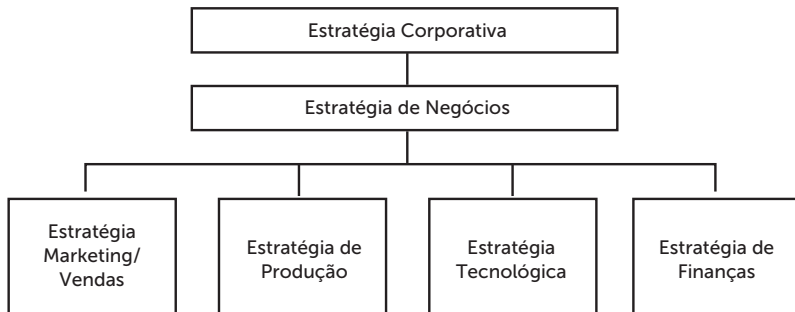 Estratégia Corporativa
Estratégia de Negócios
Estratégia
Marketing/
Vendas
Estratégia de
Produção
Estratégia
Tecnológica
Estratégia de
Finanças